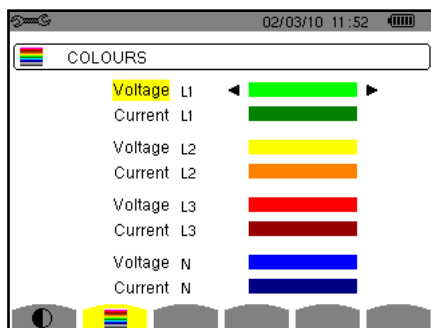 02/03/10 11:52
COLOURS
Voltage L1
Current L1
Voltage L2
Current L2
Voltage L3
Current L3
Voltage N
Current N